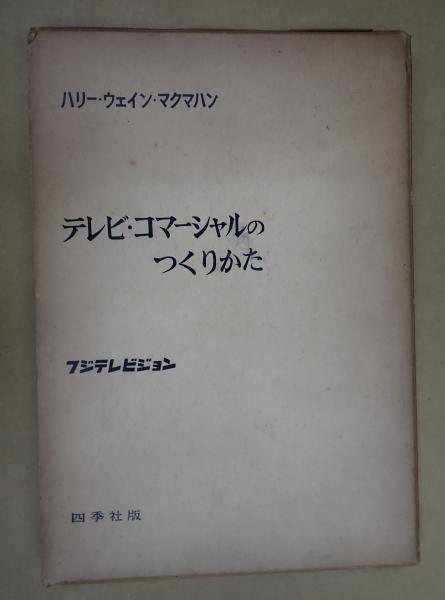 ハリー・ウェイン・マクマハン
テレビ・コマーシャルの
つくりかた
フジテレビジョン
四季社版